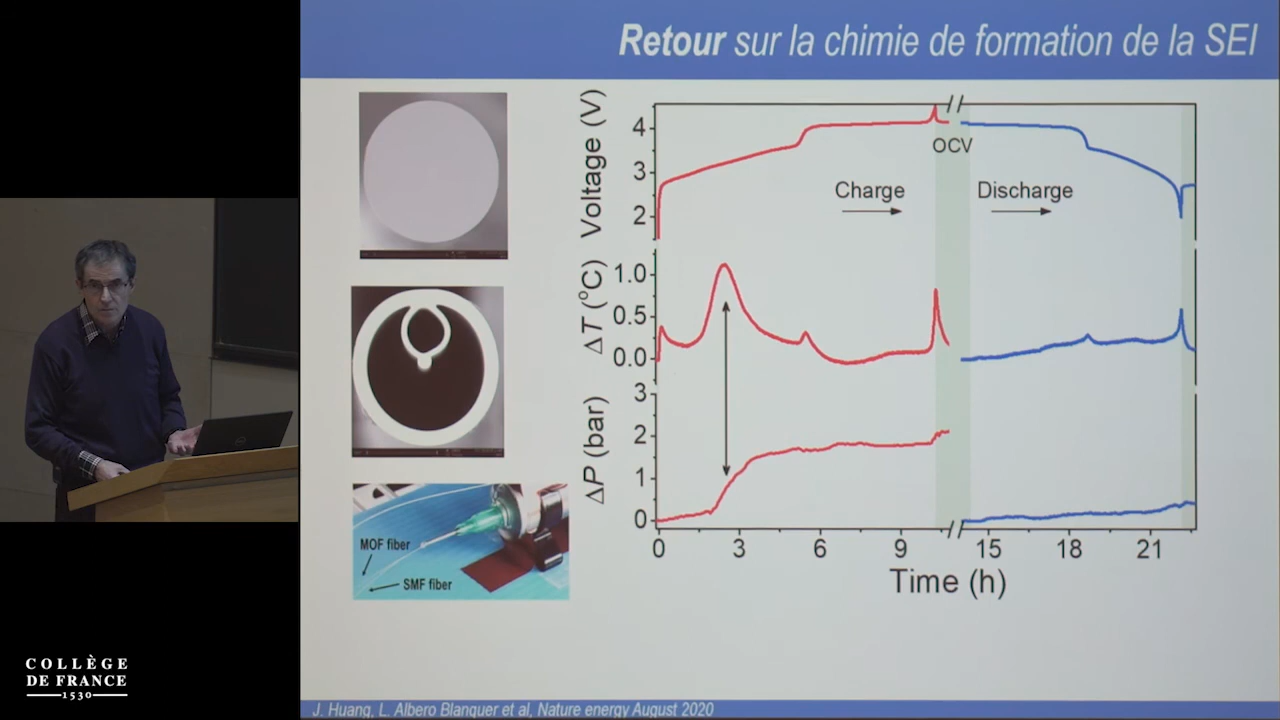 Retour sur la chimie de formation de la SEI
Voltage (V)
4
3
2
OCV
Charge
Discharge
ΔT (°C)
1.0
0.5
0.0
ΔP (bar)
3
2
1
0
0 3 6 9 15 18 21
Time (h)
MOF fiber
SMF fiber
COLLÈGE
DE FRANCE
1530
J. Huang, L. Albero Blanquer et al, Nature energy August 2020